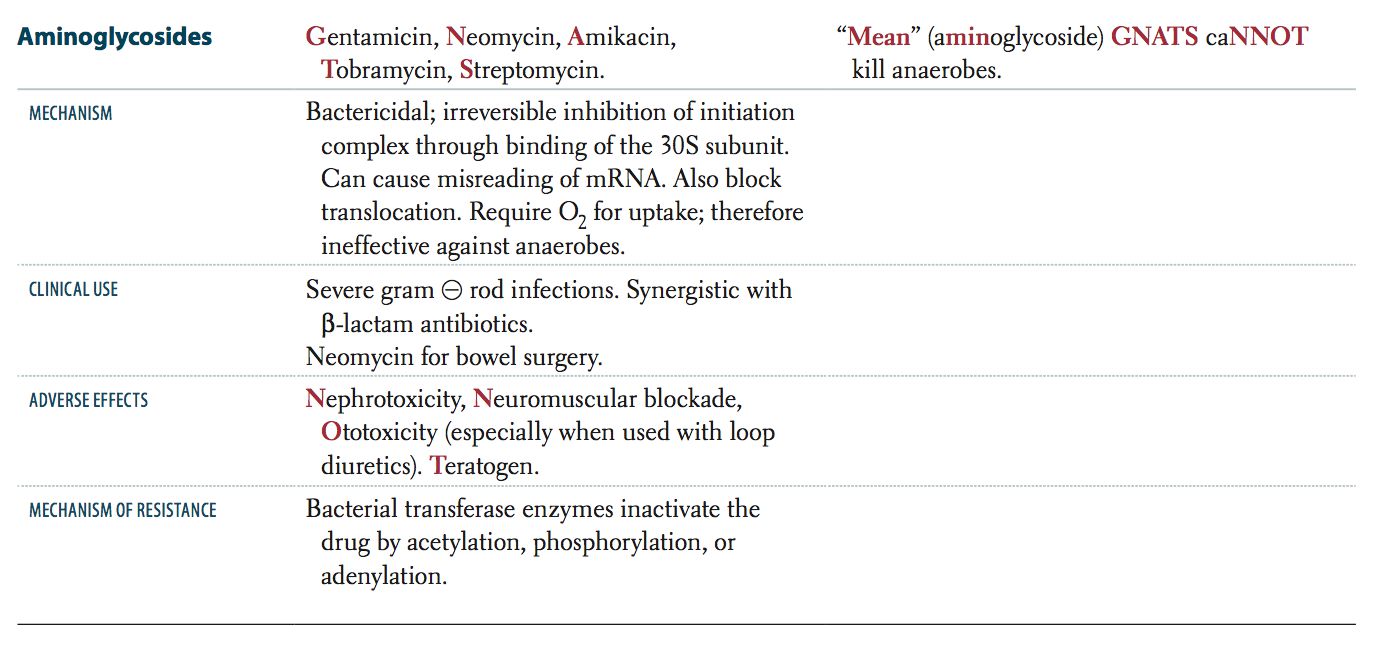 Aminoglycosides
Gentamicin, Neomycin, Amikacin,
Tobramycin, Streptomycin.
“Mean” (aminoglycoside) GNATS caNNOT
kill anaerobes.
MECHANISM
Bactericidal; irreversible inhibition of initiation
complex through binding of the 30S subunit.
Can cause misreading of mRNA. Also block
translocation. Require O₂ for uptake; therefore
ineffective against anaerobes.
CLINICAL USE
Severe gram ⊖ rod infections. Synergistic with
β-lactam antibiotics.
Neomycin for bowel surgery.
ADVERSE EFFECTS
Nephrotoxicity, Neuromuscular blockade,
Ototoxicity (especially when used with loop
diuretics). Teratogen.
MECHANISM OF RESISTANCE
Bacterial transferase enzymes inactivate the
drug by acetylation, phosphorylation, or
adenylation.